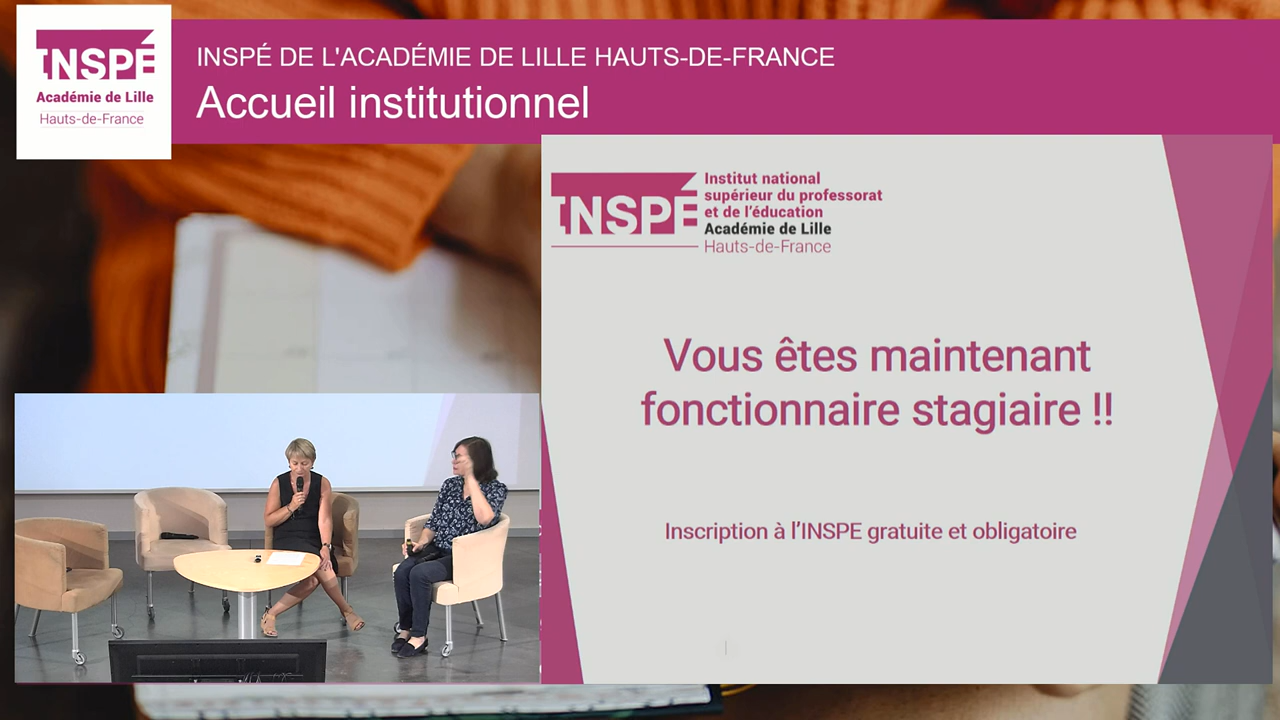 INSPÉ
Académie de Lille
Hauts-de-France
INSPÉ DE L'ACADÉMIE DE LILLE HAUTS-DE-FRANCE
Accueil institutionnel
INSPÉ
Institut national
supérieur du professorat
et de l'éducation
Académie de Lille
Hauts-de-France
Vous êtes maintenant
fonctionnaire stagiaire !!
Inscription à l'INSPE gratuite et obligatoire